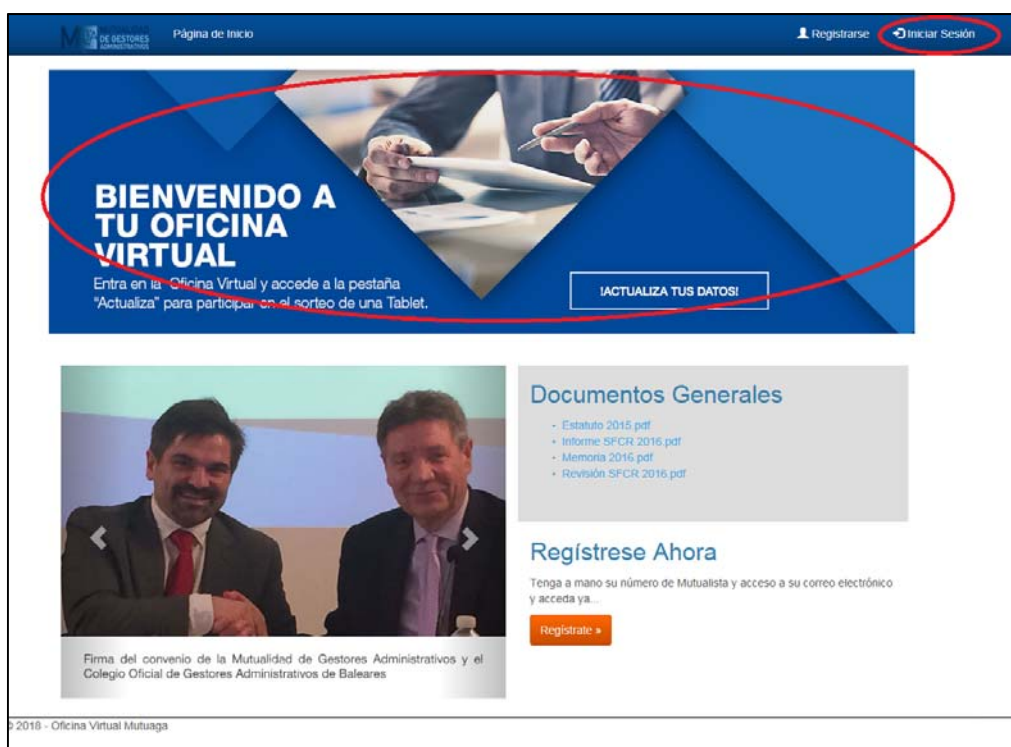 MUTUALIDAD
DE GESTORES
ADMINISTRATIVOS
Página de Inicio
Registrarse
Iniciar Sesión
BIENVENIDO A
TU OFICINA
VIRTUAL
Entra en la Oficina Virtual y accede a la pestaña
"Actualiza" para participar en el sorteo de una Tablet.
!ACTUALIZA TUS DATOS!
Documentos Generales
Estatuto 2015.pdf
Informe SFCR 2016.pdf
Memoria 2016.pdf
Revisión SFCR 2016.pdf
Regístrese Ahora
Tenga a mano su número de Mutualista y acceso a su correo electrónico
y acceda ya...
Regístrate »
Firma del convenio de la Mutualidad de Gestores Administrativos y el
Colegio Oficial de Gestores Administrativos de Baleares
© 2018 - Oficina Virtual Mutuaga